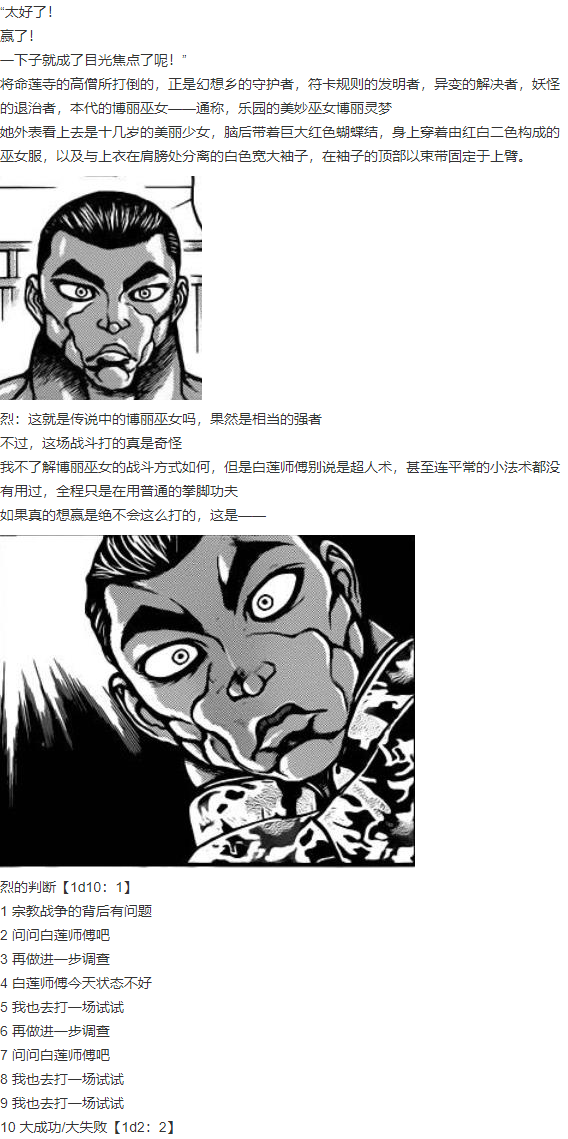 “太好了！
赢了！
一下子就成了目光焦点了呢！”
将命莲寺的高僧所打倒的，正是幻想乡的守护者，符卡规则的发明者，异变的解决者，妖怪
的退治者，本代的博丽巫女——通称，乐园的美妙巫女博丽灵梦
她外表看上去是十几岁的美丽少女，脑后带着巨大红色蝴蝶结，身上穿着由红白二色构成的
巫女服，以及与上衣在肩膀处分离的白色宽大袖子，在袖子的顶部以束带固定于上臂。
烈：这就是传说中的博丽巫女吗，果然是相当的强者
不过，这场战斗打的真是奇怪
我不了解博丽巫女的战斗方式如何，但是白莲师傅别说是超人术，甚至连平常的小法术都没
有用过，全程只是在用普通的拳脚功夫
如果真的想赢是绝不会这么打的，这是——
烈的判断【1d10：1】
1 宗教战争的背后有问题
2 问问白莲师傅吧
3 再做进一步调查
4 白莲师傅今天状态不好
5 我也去打一场试试
6 再做进一步调查
7 问问白莲师傅吧
8 我也去打一场试试
9 我也去打一场试试
10 大成功/大失败【1d2：2】